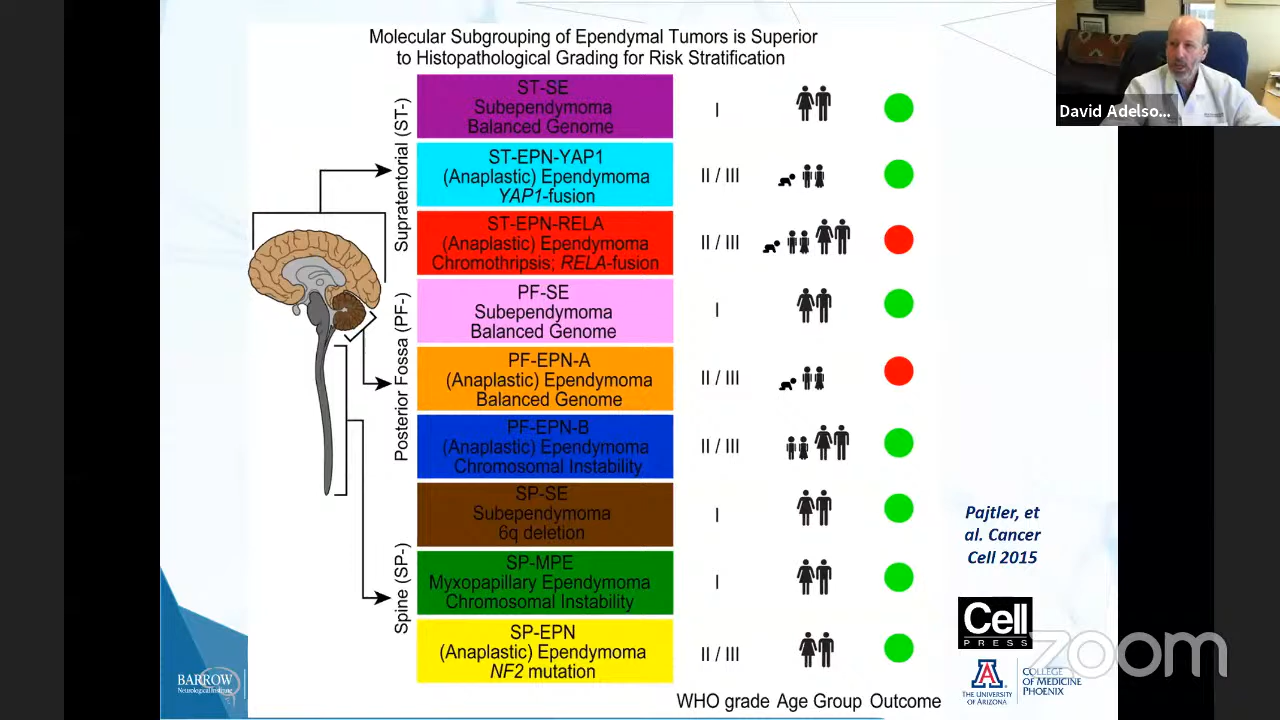 Molecular Subgrouping of Ependymal Tumors is Superior
to Histopathological Grading for Risk Stratification
Supratentorial (ST-)
ST-SE
Subependymoma
Balanced Genome
I
ST-EPN-YAP1
(Anaplastic) Ependymoma
YAP1-fusion
II / III
ST-EPN-RELA
(Anaplastic) Ependymoma
Chromothripsis; RELA-fusion
II / III
Posterior Fossa (PF-)
PF-SE
Subependymoma
Balanced Genome
I
PF-EPN-A
(Anaplastic) Ependymoma
Balanced Genome
II / III
PF-EPN-B
(Anaplastic) Ependymoma
Chromosomal Instability
II / III
Spine (SP-)
SP-SE
Subependymoma
6q deletion
I
SP-MPE
Myxopapillary Ependymoma
Chromosomal Instability
I
SP-EPN
(Anaplastic) Ependymoma
NF2 mutation
II / III
WHO grade Age Group Outcome
David Adelso...
Pajtler, et
al. Cancer
Cell 2015
Cell
PRESS
zoom
BARROW
Neurological Institute
A
THE UNIVERSITY
OF ARIZONA
COLLEGE
OF MEDICINE
PHOENIX